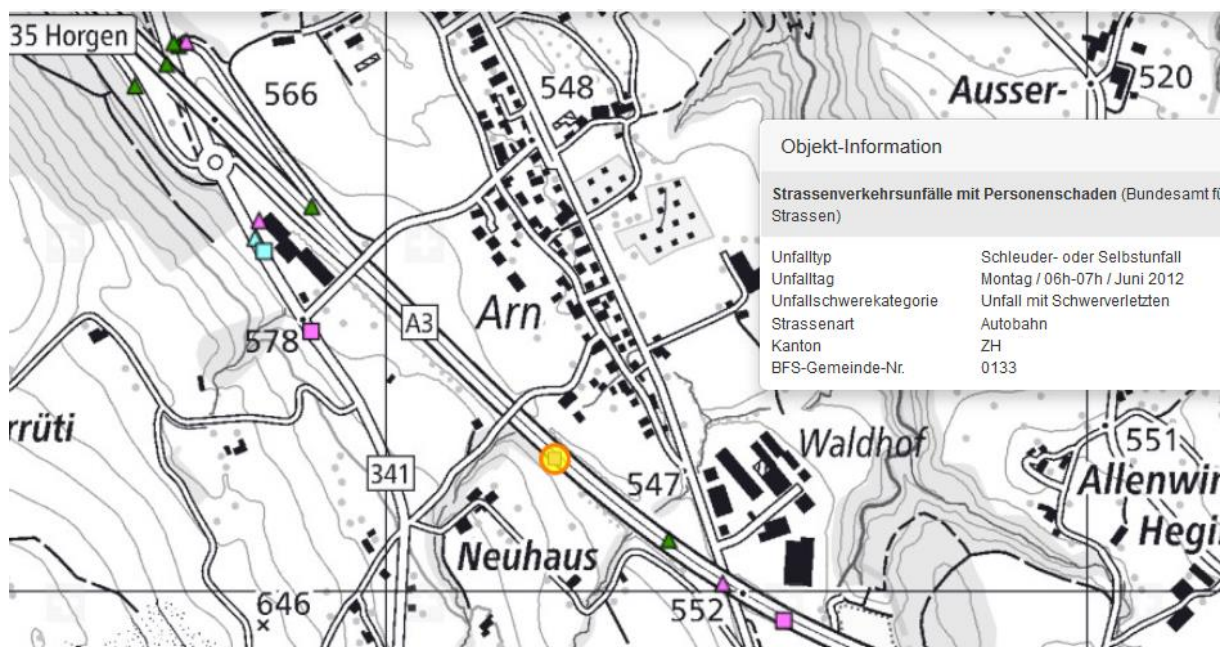 35 Horgen
566
548
520
Ausser-
Objekt-Information
Strassenverkehrsunfälle mit Personenschaden (Bundesamt fü
Strassen)
Unfalltyp Schleuder- oder Selbstunfall
Unfalltag Montag / 06h-07h / Juni 2012
Unfallschwerekategorie Unfall mit Schwerverletzten
Strassenart Autobahn
Kanton ZH
BFS-Gemeinde-Nr. 0133
Arn
A3
578
rrüti
341
547
Waldhof
551
Allenwin
Hegi
Neuhaus
646
552